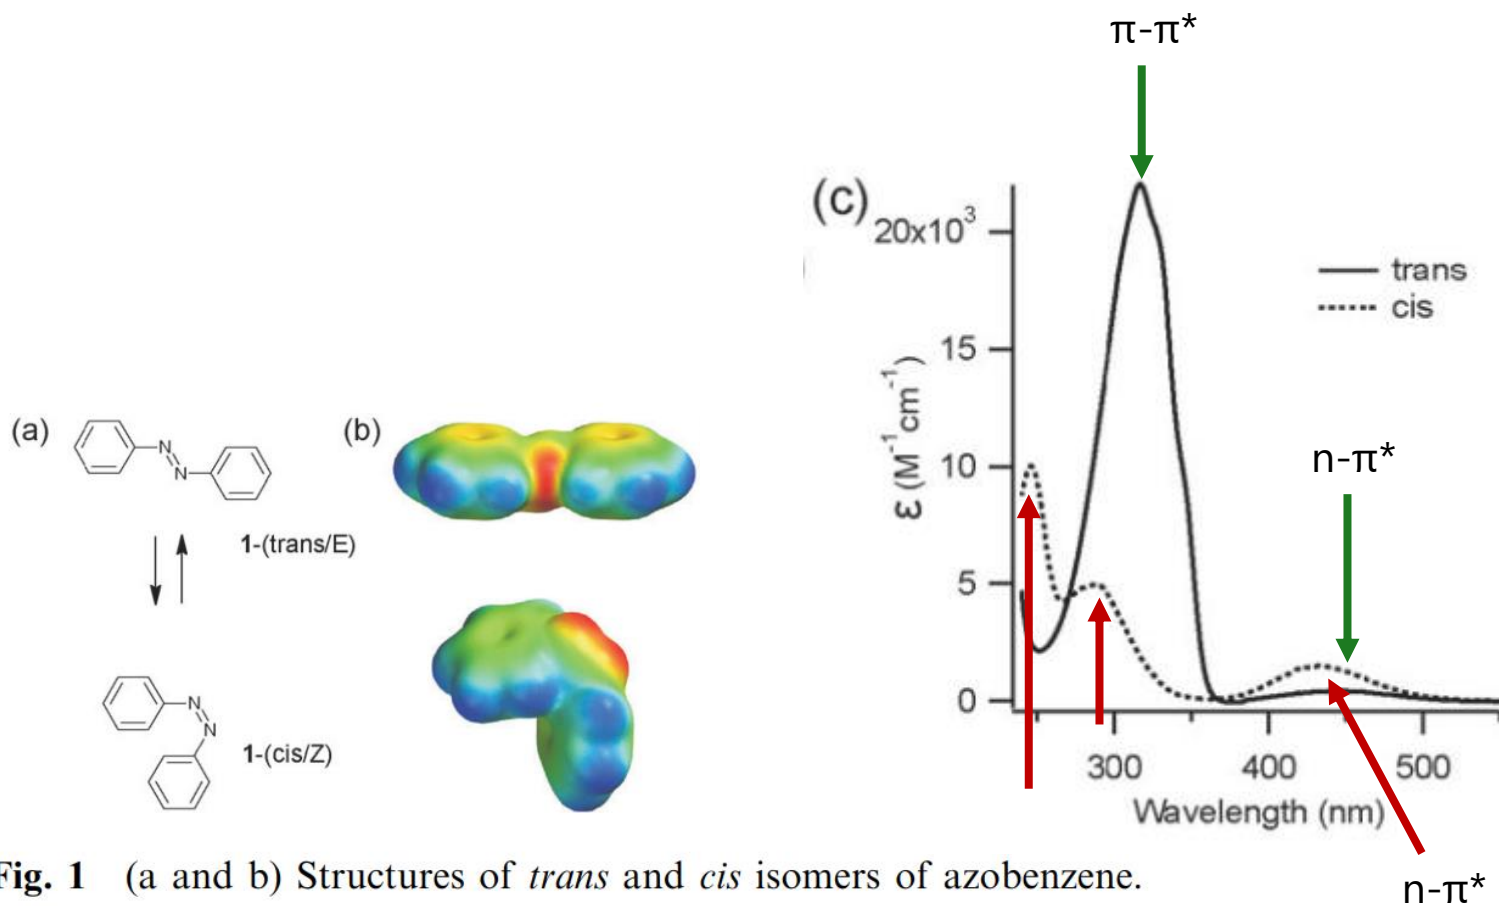 π-π*
(c)
20x10³
trans
cis
15
ε (M⁻¹cm⁻¹)
10
n-π*
5
0
300 400 500
Wavelength (nm)
n-π*
(a)
N
N
1-(trans/E)
N
N
1-(cis/Z)
(b)
Fig. 1 (a and b) Structures of trans and cis isomers of azobenzene.